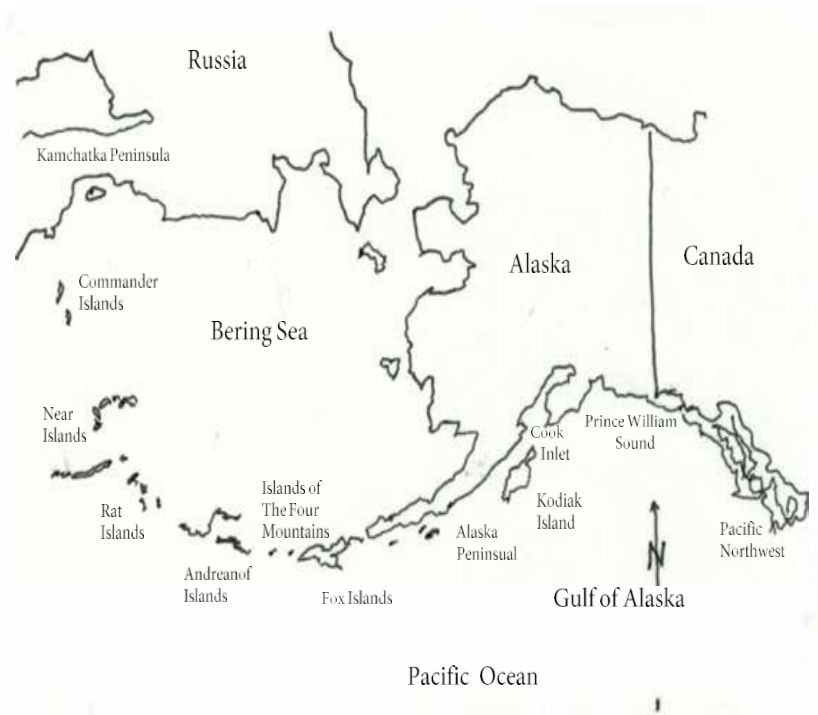 Russia
Kamchatka Peninsula
Alaska
Canada
Commander
Islands
Bering Sea
Near
Islands
Rat
Islands
Islands of
The Four
Mountains
Andreanof
Islands
Fox Islands
Alaska
Peninsual
Cook
Inlet
Kodiak
Island
Prince William
Sound
Pacific
Northwest
N
Gulf of Alaska
Pacific Ocean